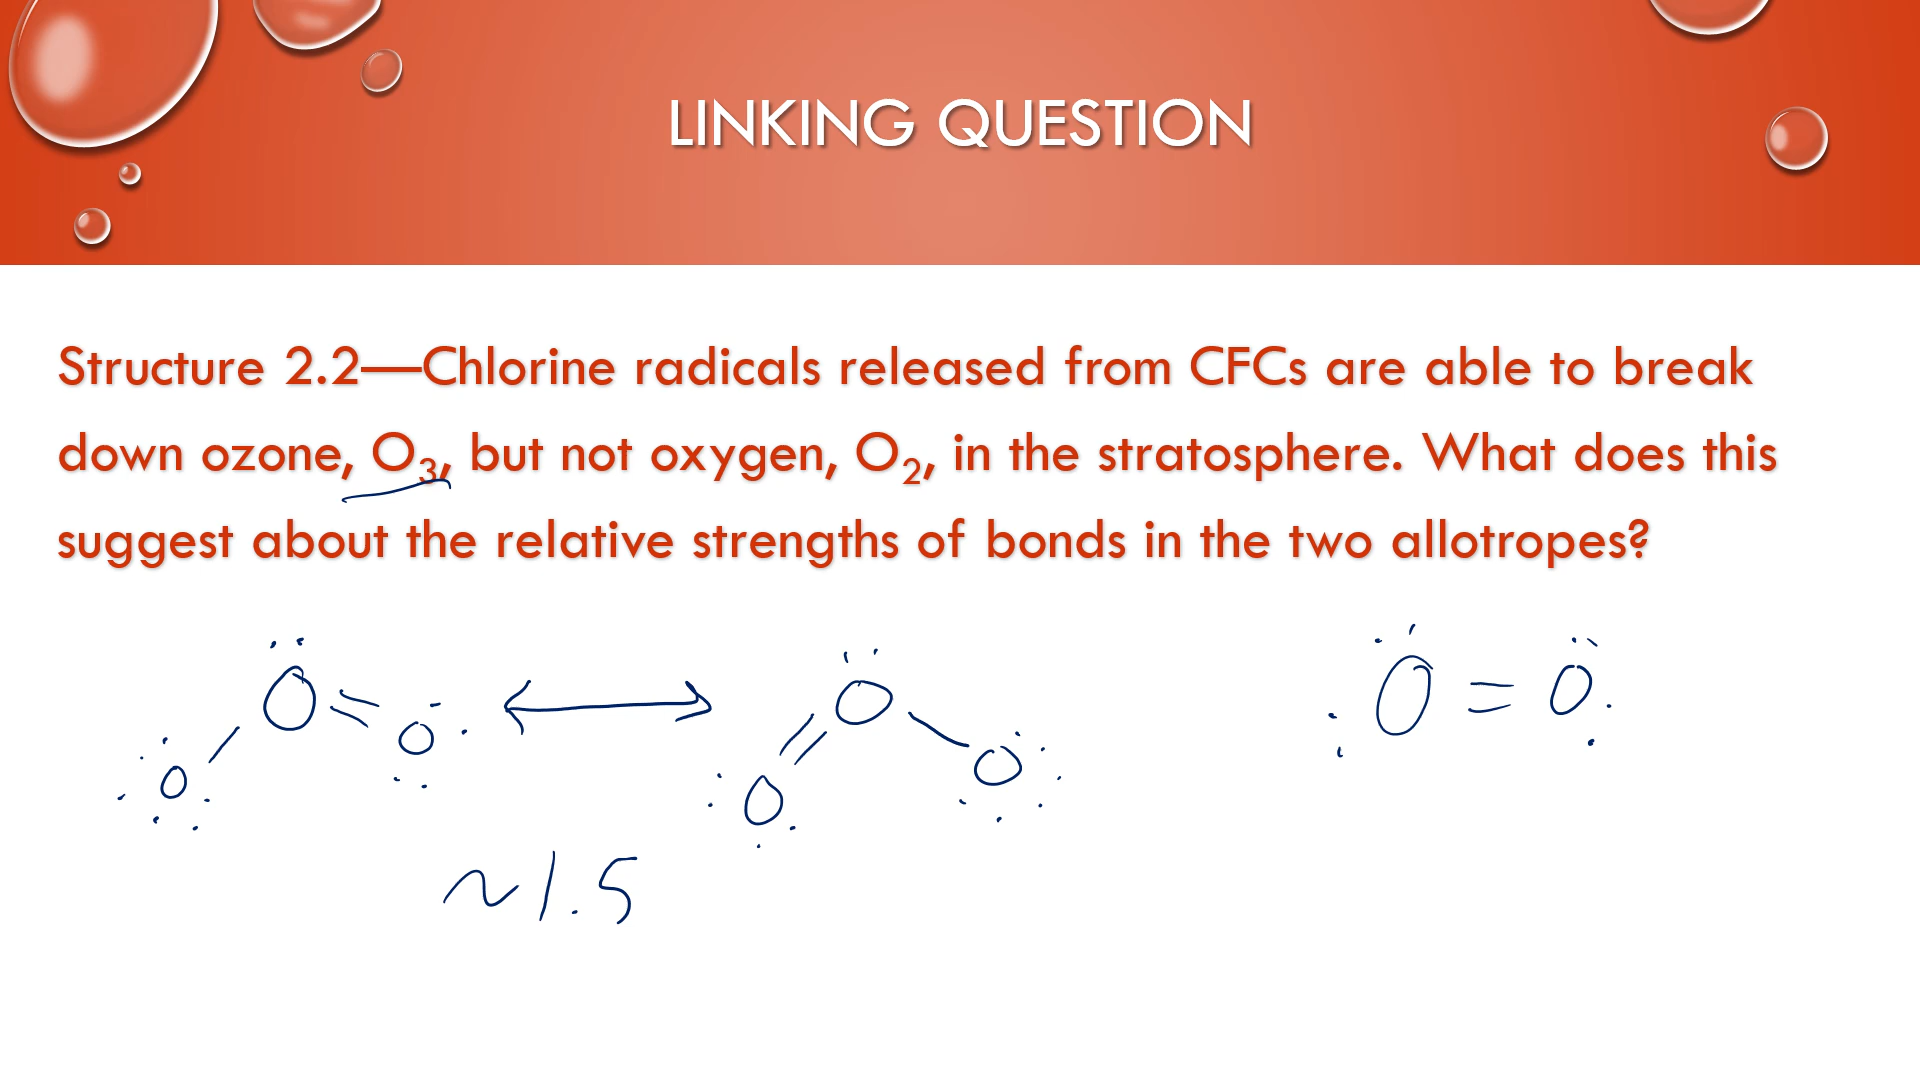 LINKING QUESTION
Structure 2.2—Chlorine radicals released from CFCs are able to break
down ozone, O₃, but not oxygen, O₂, in the stratosphere. What does this
suggest about the relative strengths of bonds in the two allotropes?
O O = O
O ↔ O
O = O
O O
~1.5